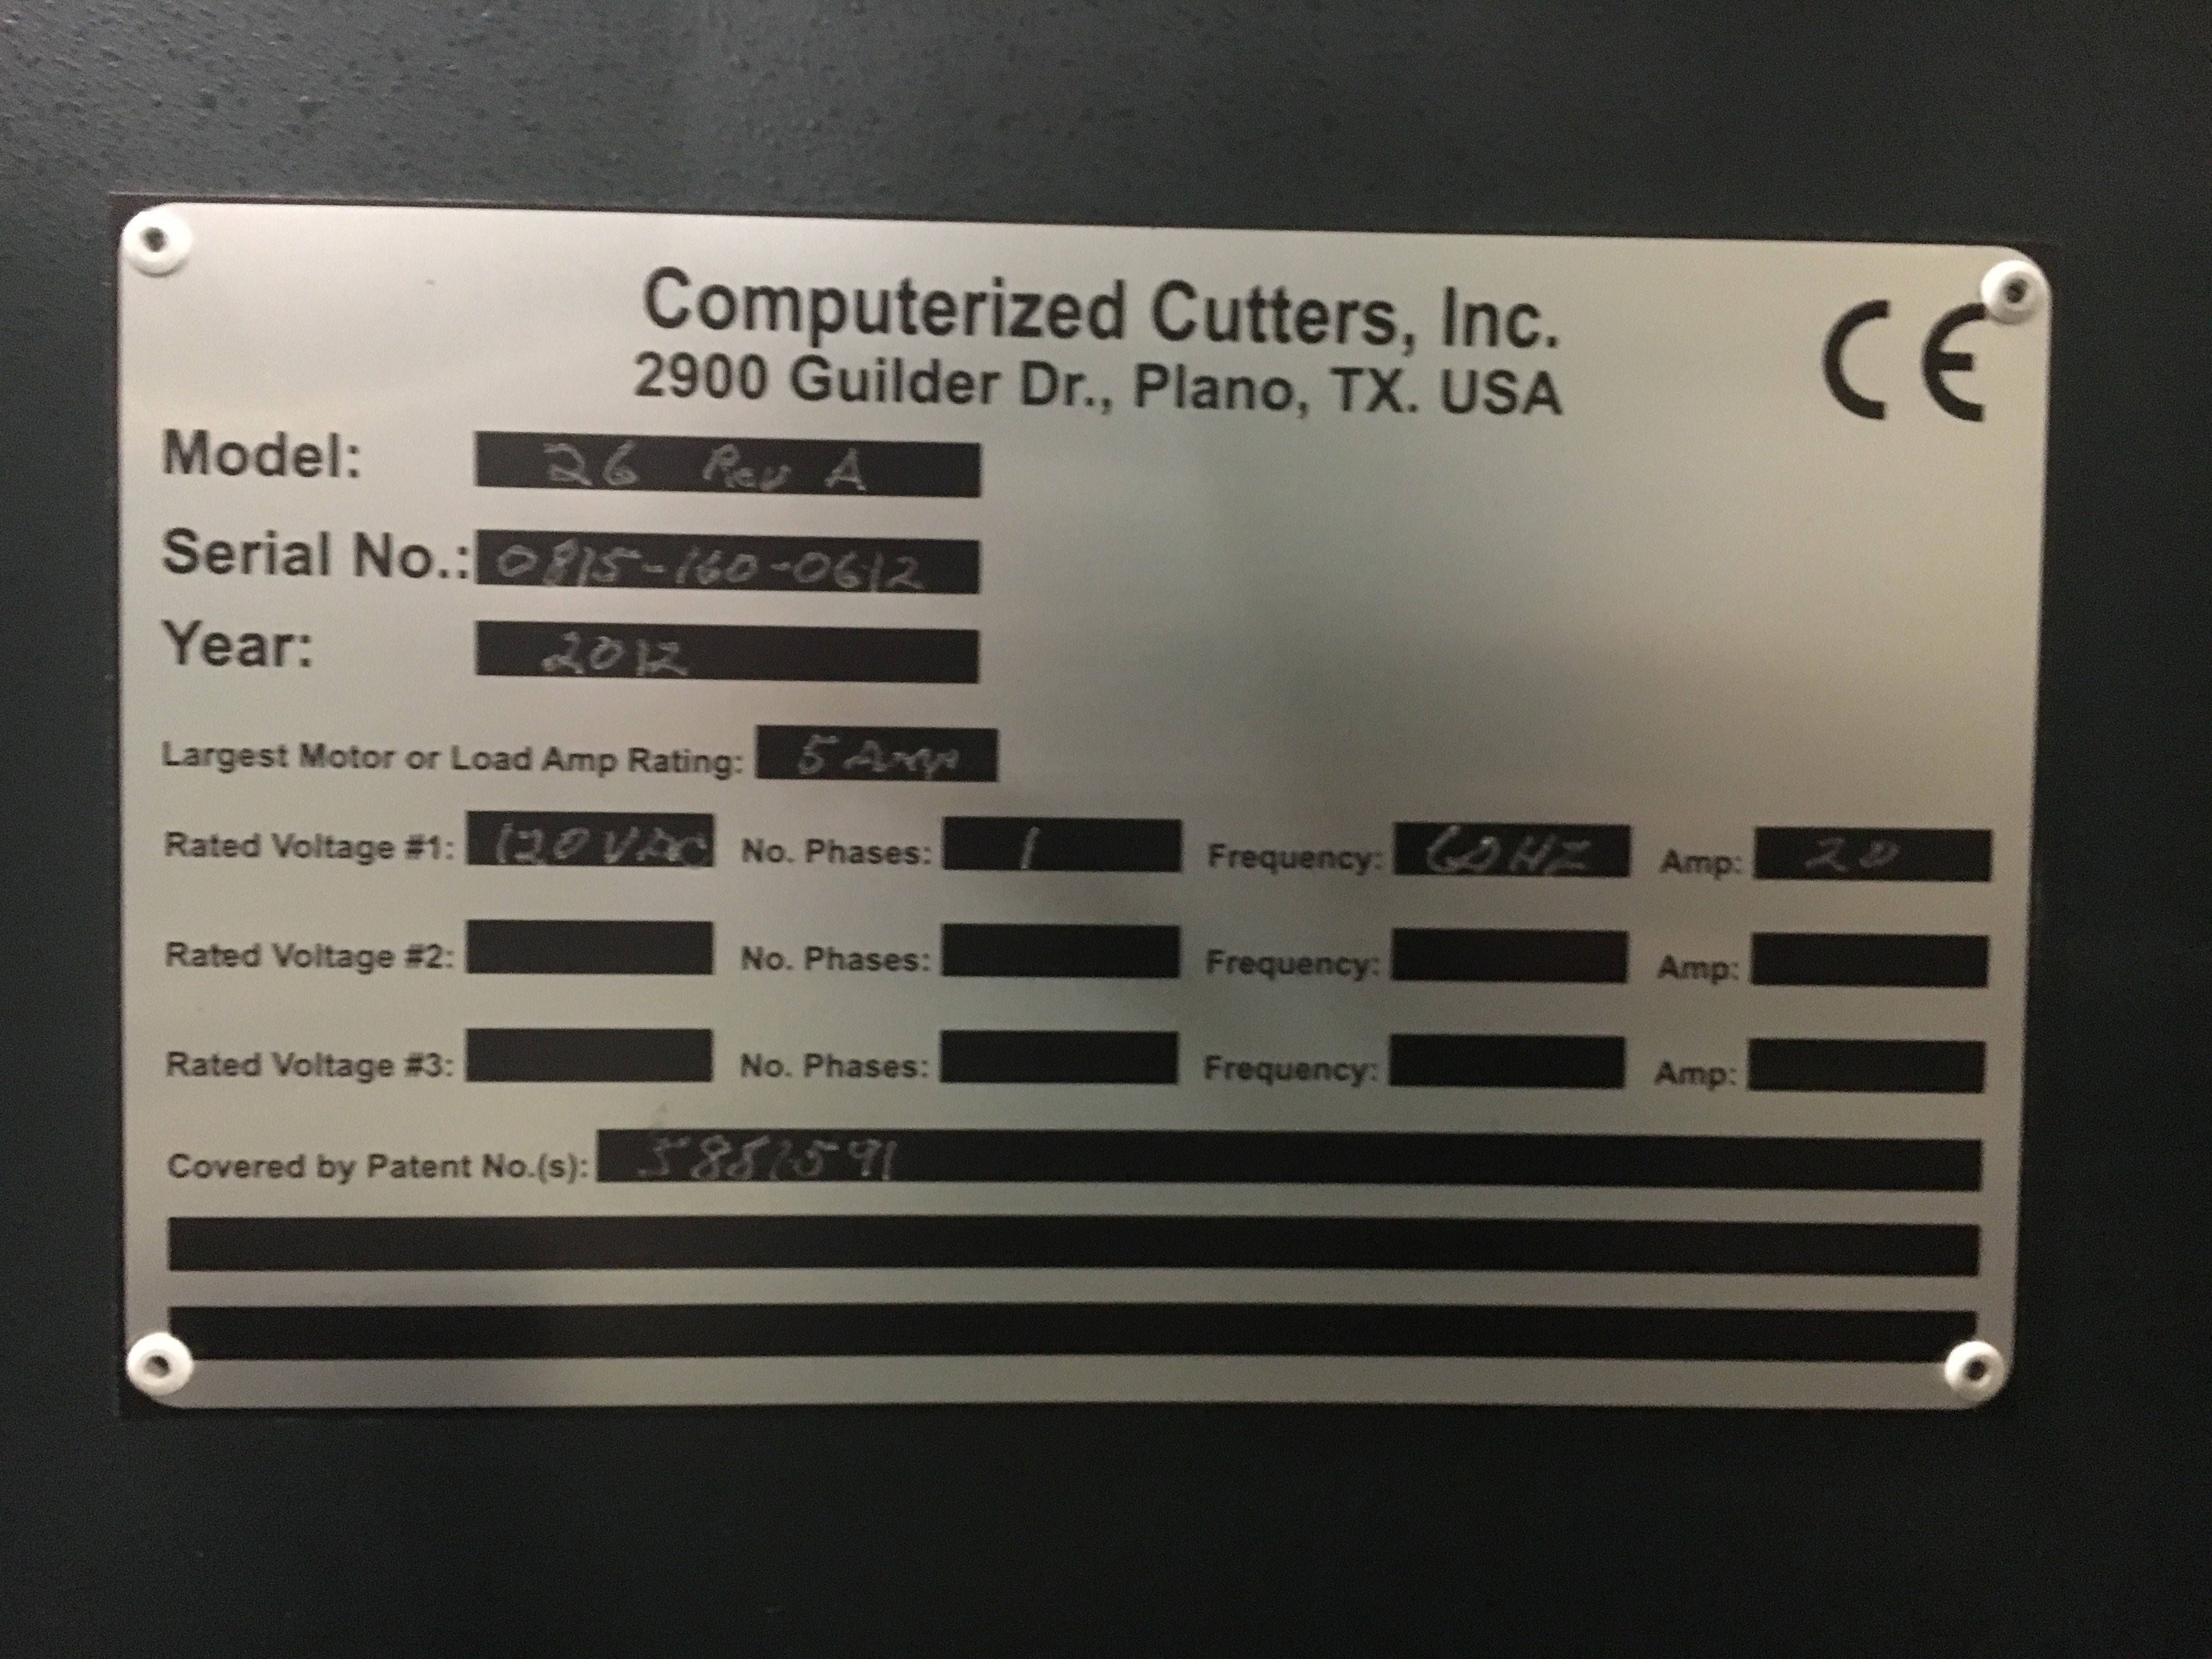 Computerized Cutters, Inc.
2900 Guilder Dr., Plano, TX. USA
CE
Model: 26 Rev A
Serial No.: 0815-160-0612
Year: 2012
Largest Motor or Load Amp Rating: 5 Amp
Rated Voltage #1: 120 VAC No. Phases: 1 Frequency: 60 HZ Amp: 20
Rated Voltage #2: No. Phases: Frequency: Amp:
Rated Voltage #3: No. Phases: Frequency: Amp:
Covered by Patent No.(s):